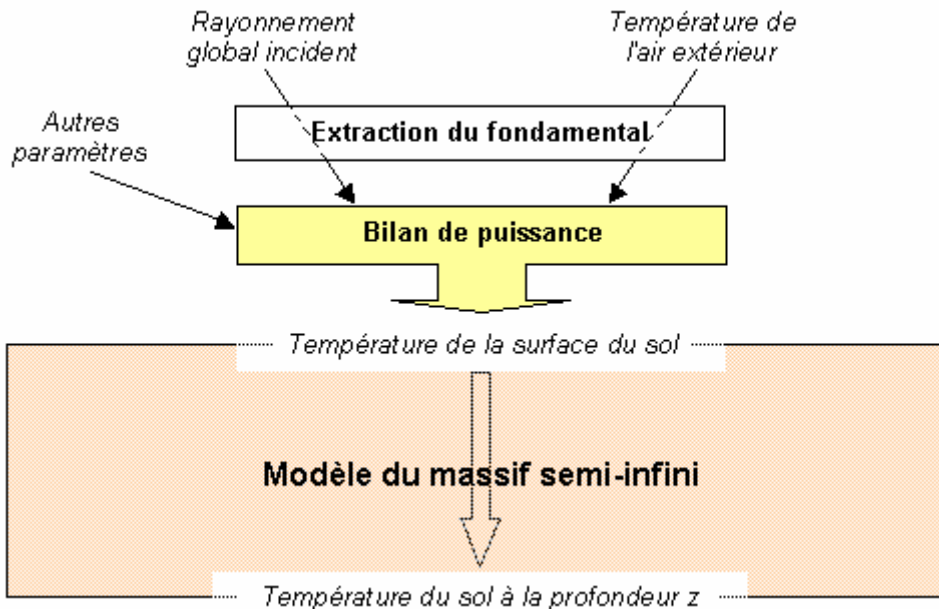 Rayonnement
global incident
Température de
l'air extérieur
Autres
paramètres
Extraction du fondamental
Bilan de puissance
Température de la surface du sol
Modèle du massif semi-infini
Température du sol à la profondeur z